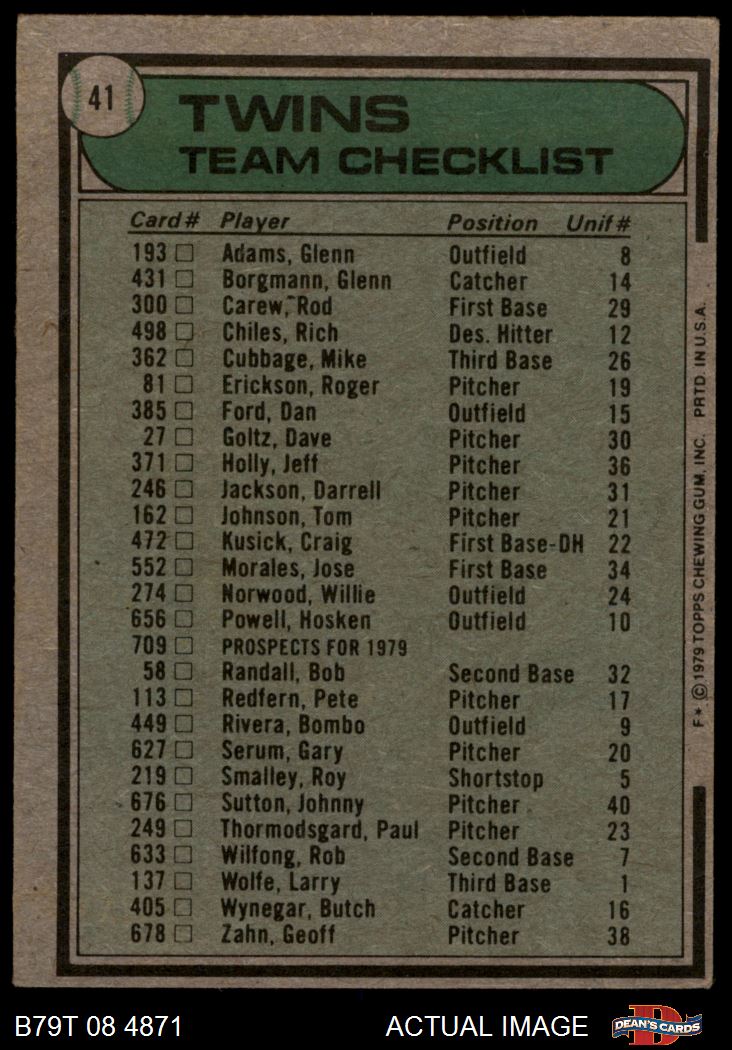 41
TWINS
TEAM CHECKLIST
Card # Player Position Unif #
193 Adams, Glenn Outfield 8
431 Borgmann, Glenn Catcher 14
300 Carew, Rod First Base 29
498 Chiles, Rich Des. Hitter 12
362 Cubbage, Mike Third Base 26
81 Erickson, Roger Pitcher 19
385 Ford, Dan Outfield 15
27 Goltz, Dave Pitcher 30
371 Holly, Jeff Pitcher 36
246 Jackson, Darrell Pitcher 31
162 Johnson, Tom Pitcher 21
472 Kusick, Craig First Base-DH 22
552 Morales, Jose First Base 34
274 Norwood, Willie Outfield 24
656 Powell, Hosken Outfield 10
709 PROSPECTS FOR 1979
58 Randall, Bob Second Base 32
113 Redfern, Pete Pitcher 17
449 Rivera, Bombo Outfield 9
627 Serum, Gary Pitcher 20
219 Smalley, Roy Shortstop 5
676 Sutton, Johnny Pitcher 40
249 Thormodsgard, Paul Pitcher 23
633 Wilfong, Rob Second Base 7
137 Wolfe, Larry Third Base 1
405 Wynegar, Butch Catcher 16
678 Zahn, Geoff Pitcher 38
F* © 1979 TOPPS CHEWING GUM, INC. PRTD. IN U.S.A.
B79T 08 4871 ACTUAL IMAGE
D
DEAN'S CARDS